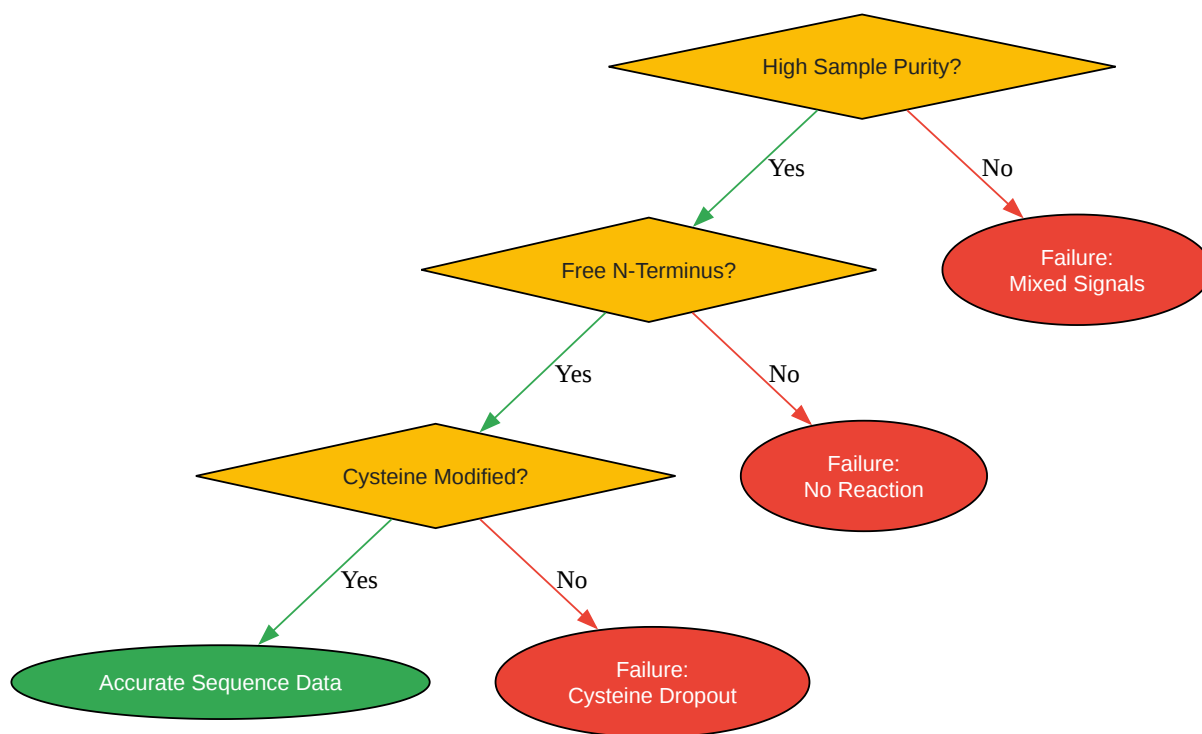 High Sample Purity?
Yes
No
Free N-Terminus?
Failure:
Mixed Signals
Yes
No
Cysteine Modified?
Failure:
No Reaction
Yes
No
Accurate Sequence Data
Failure:
Cysteine Dropout